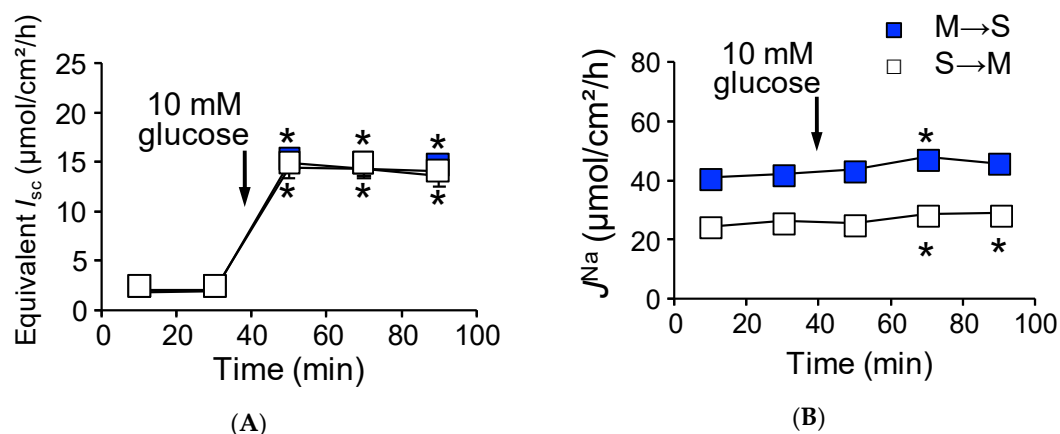 Equivalent Isc (µmol/cm²/h)
25
20
15
10
5
0
10 mM
glucose
*
*
*
*
*
*
0
20
40
60
80
100
Time (min)
(A)
M→S
S→M
JNa (µmol/cm²/h)
80
60
40
20
0
10 mM
glucose
*
*
*
0
20
40
60
80
100
Time (min)
(B)